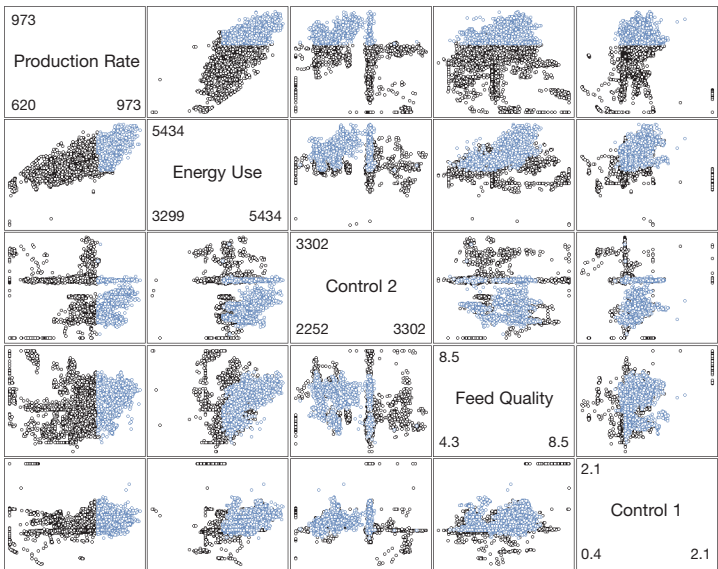 973
Production Rate
620 973
5434
Energy Use
3299 5434
3302
Control 2
2252 3302
8.5
Feed Quality
4.3 8.5
2.1
Control 1
0.4 2.1